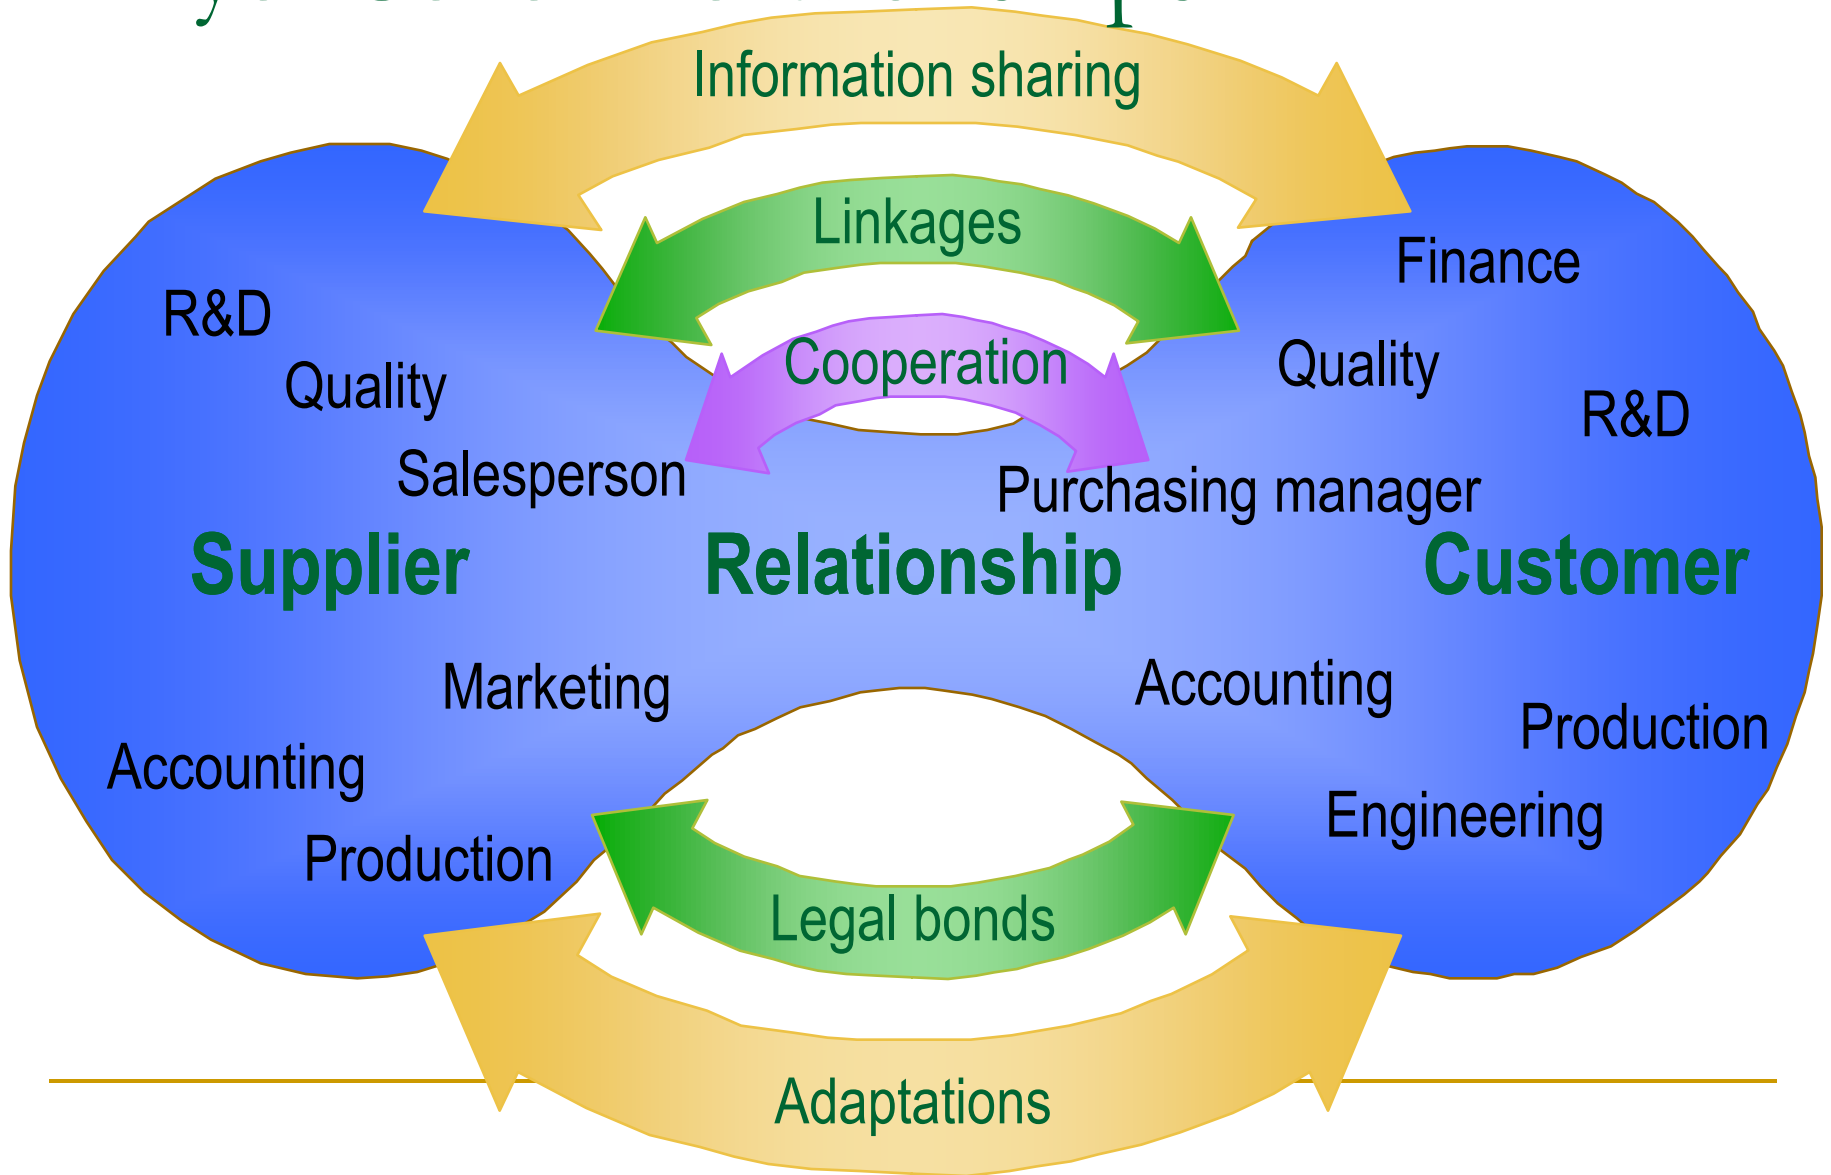 Information sharing
Linkages
Cooperation
Finance
R&D
Quality
Quality
R&D
Salesperson
Purchasing manager
Supplier
Relationship
Customer
Marketing
Accounting
Production
Accounting
Engineering
Production
Legal bonds
Adaptations